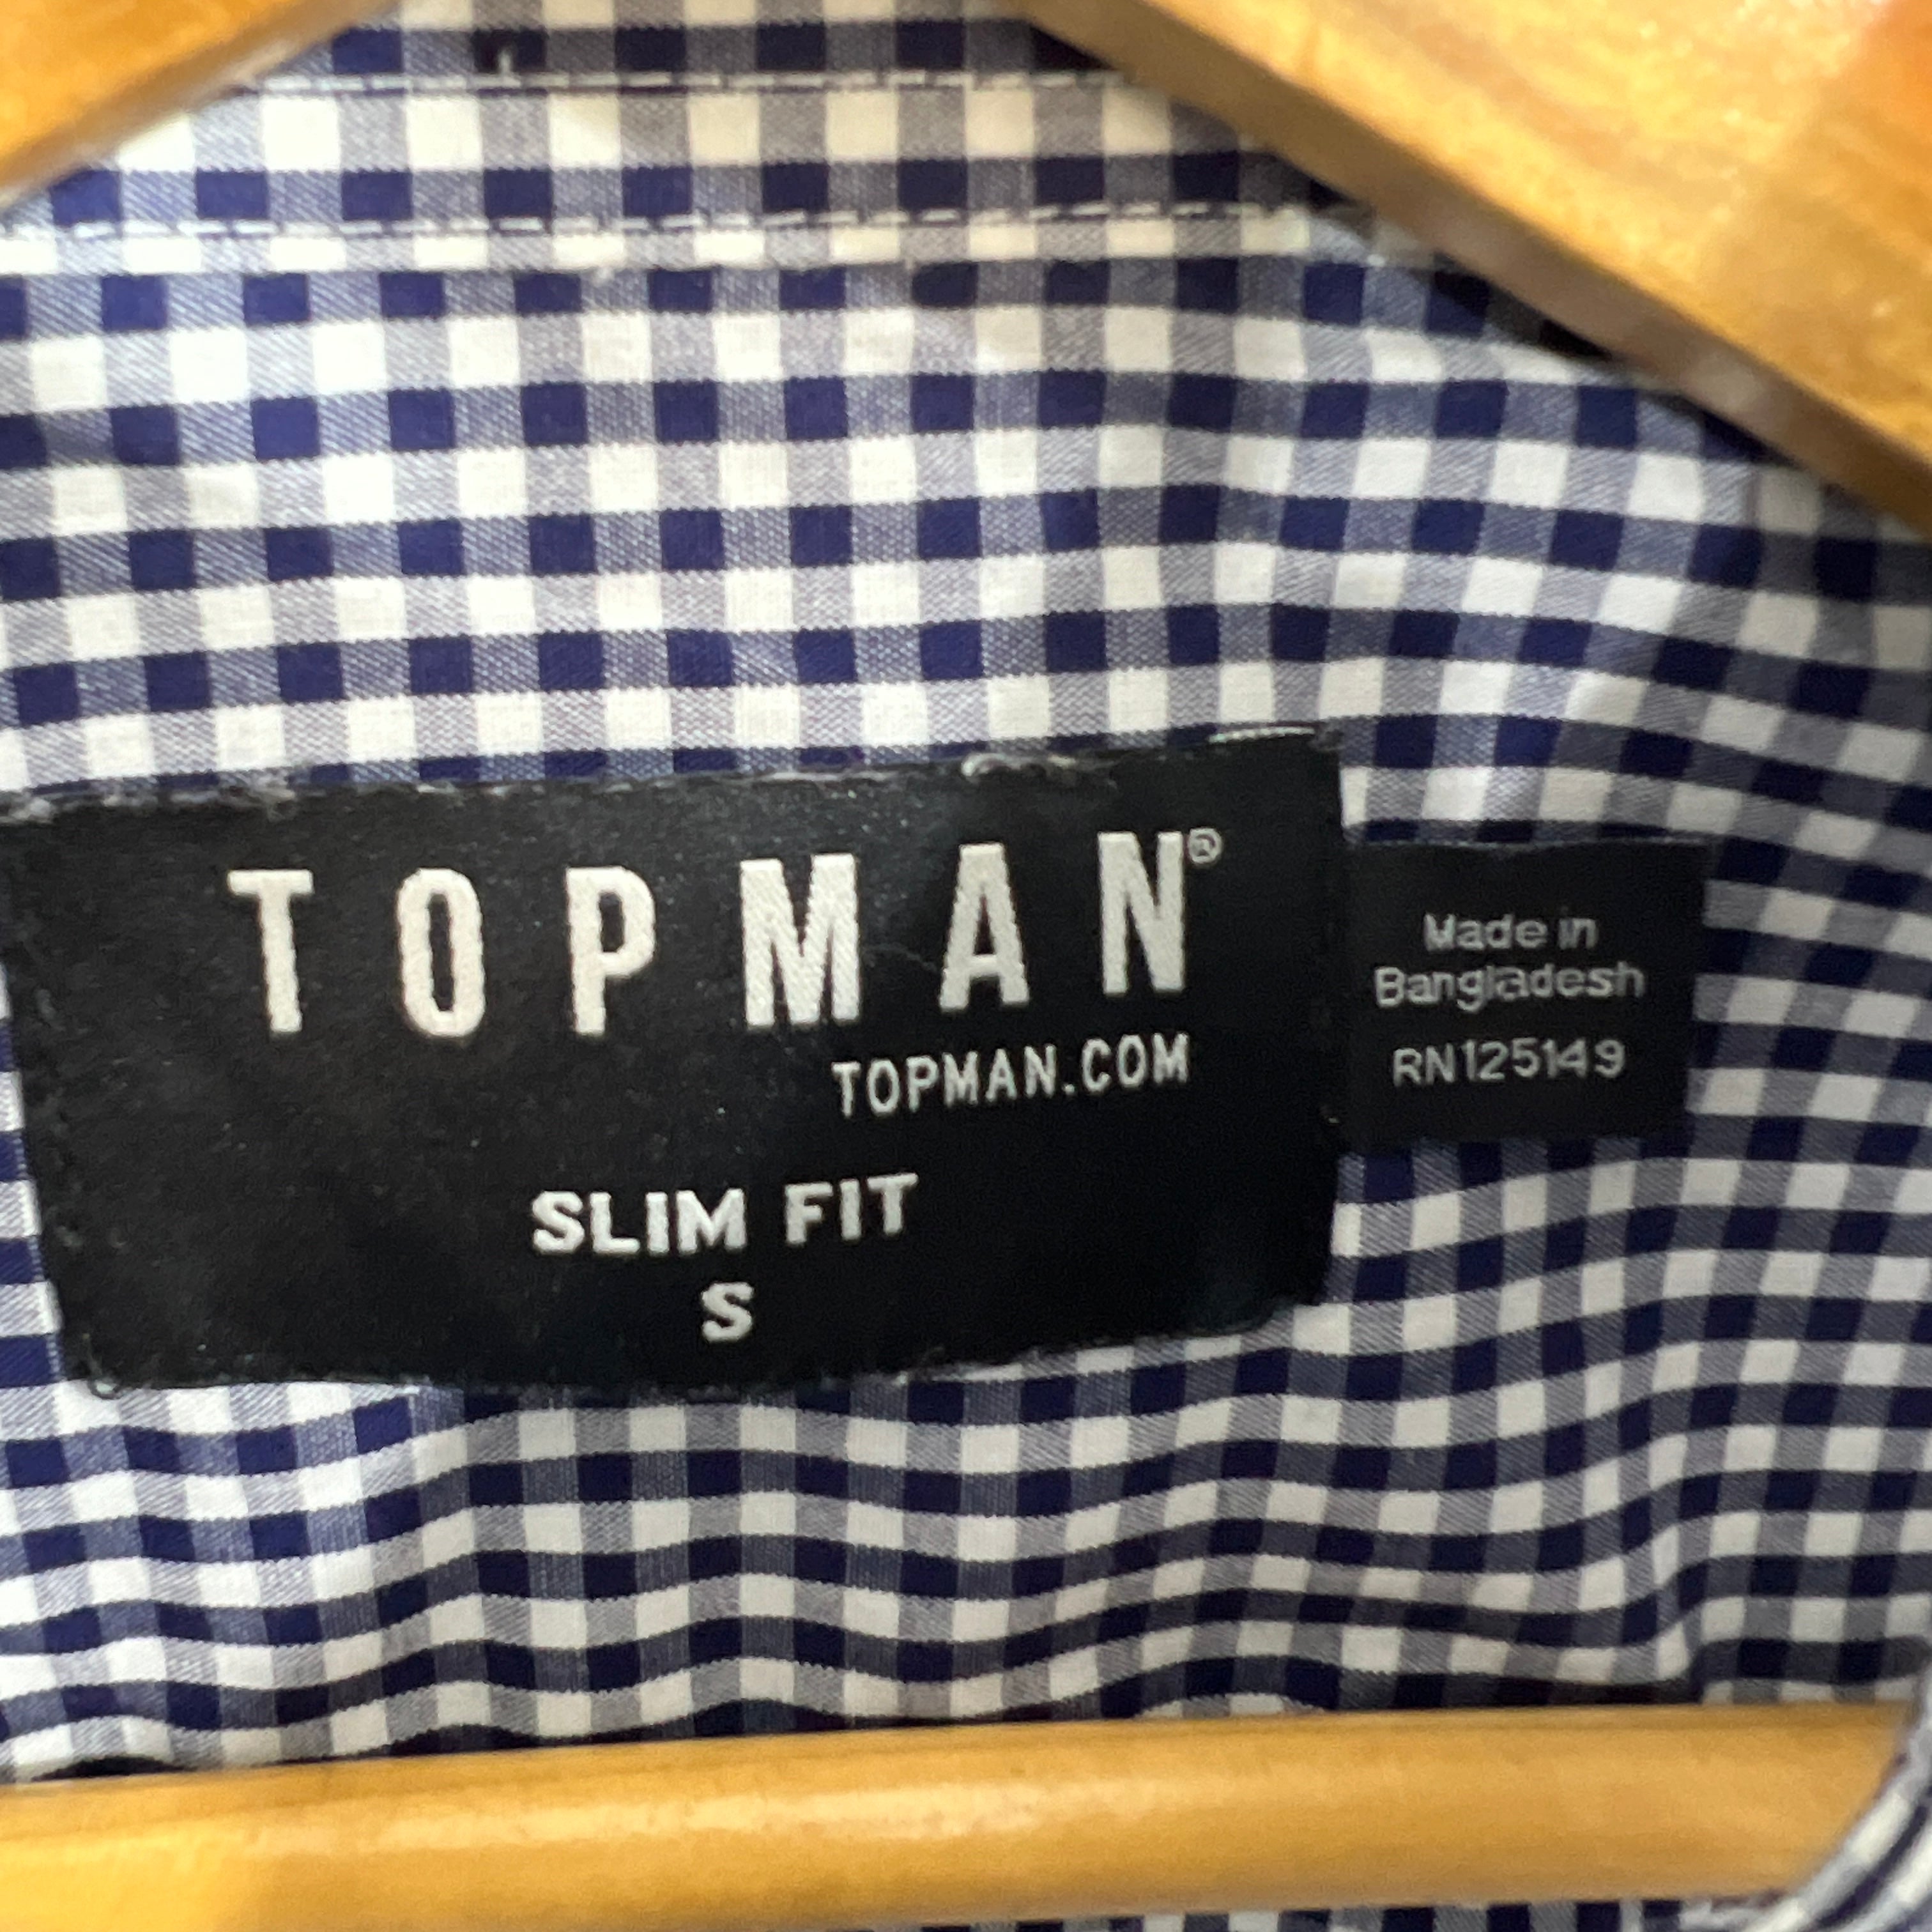 TOPMAN®
TOPMAN.COM
SLIM FIT
S
Made in
Bangladesh
RN125149